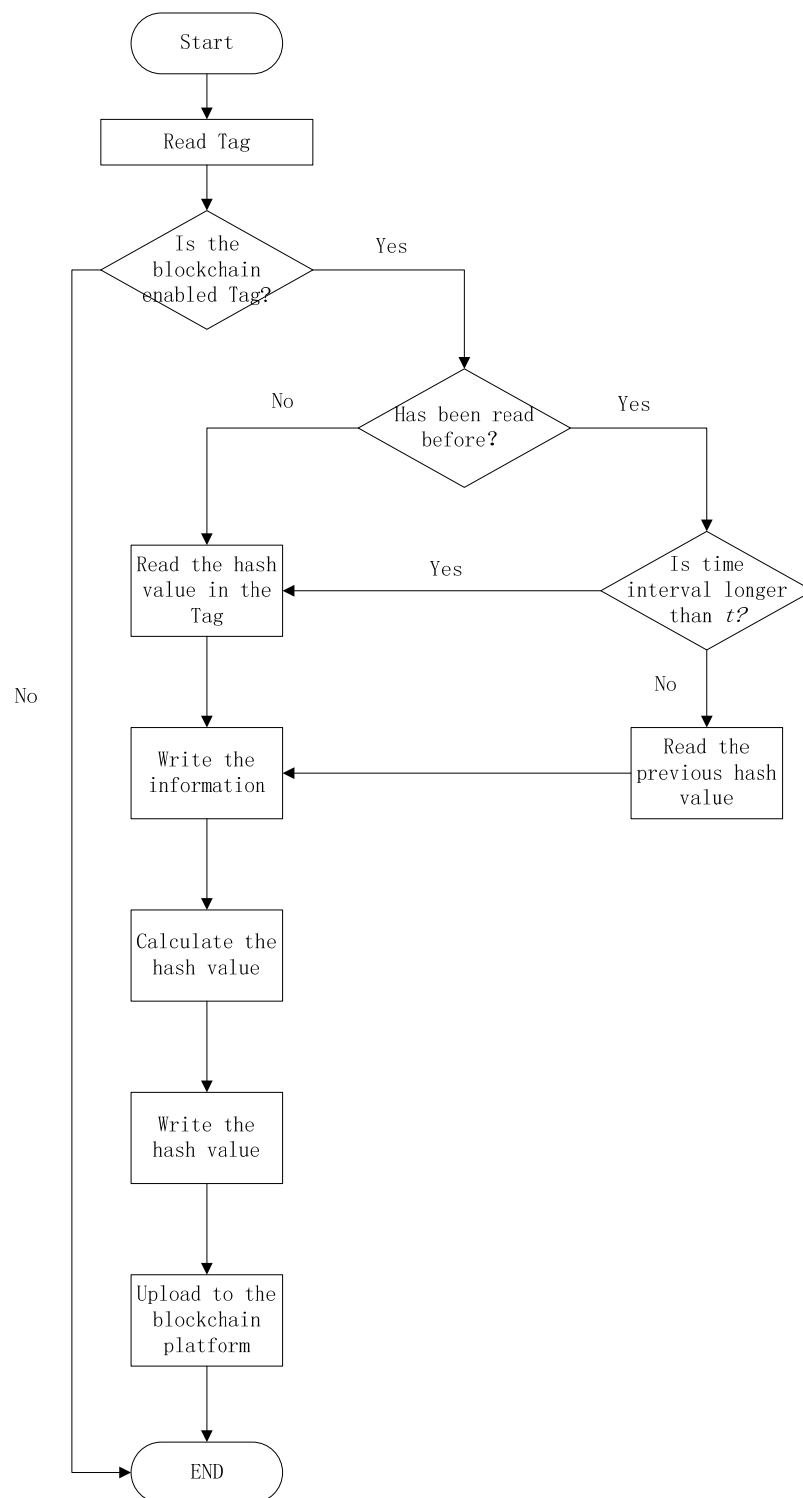 Start
Read Tag
Is the
blockchain
enabled Tag?
Yes
No
Has been read
before?
Yes
Read the hash
value in the
Tag
Yes
Is time
interval longer
than t?
No
No
Write the
information
Read the
previous hash
value
Calculate the
hash value
Write the
hash value
Upload to the
blockchain
platform
END